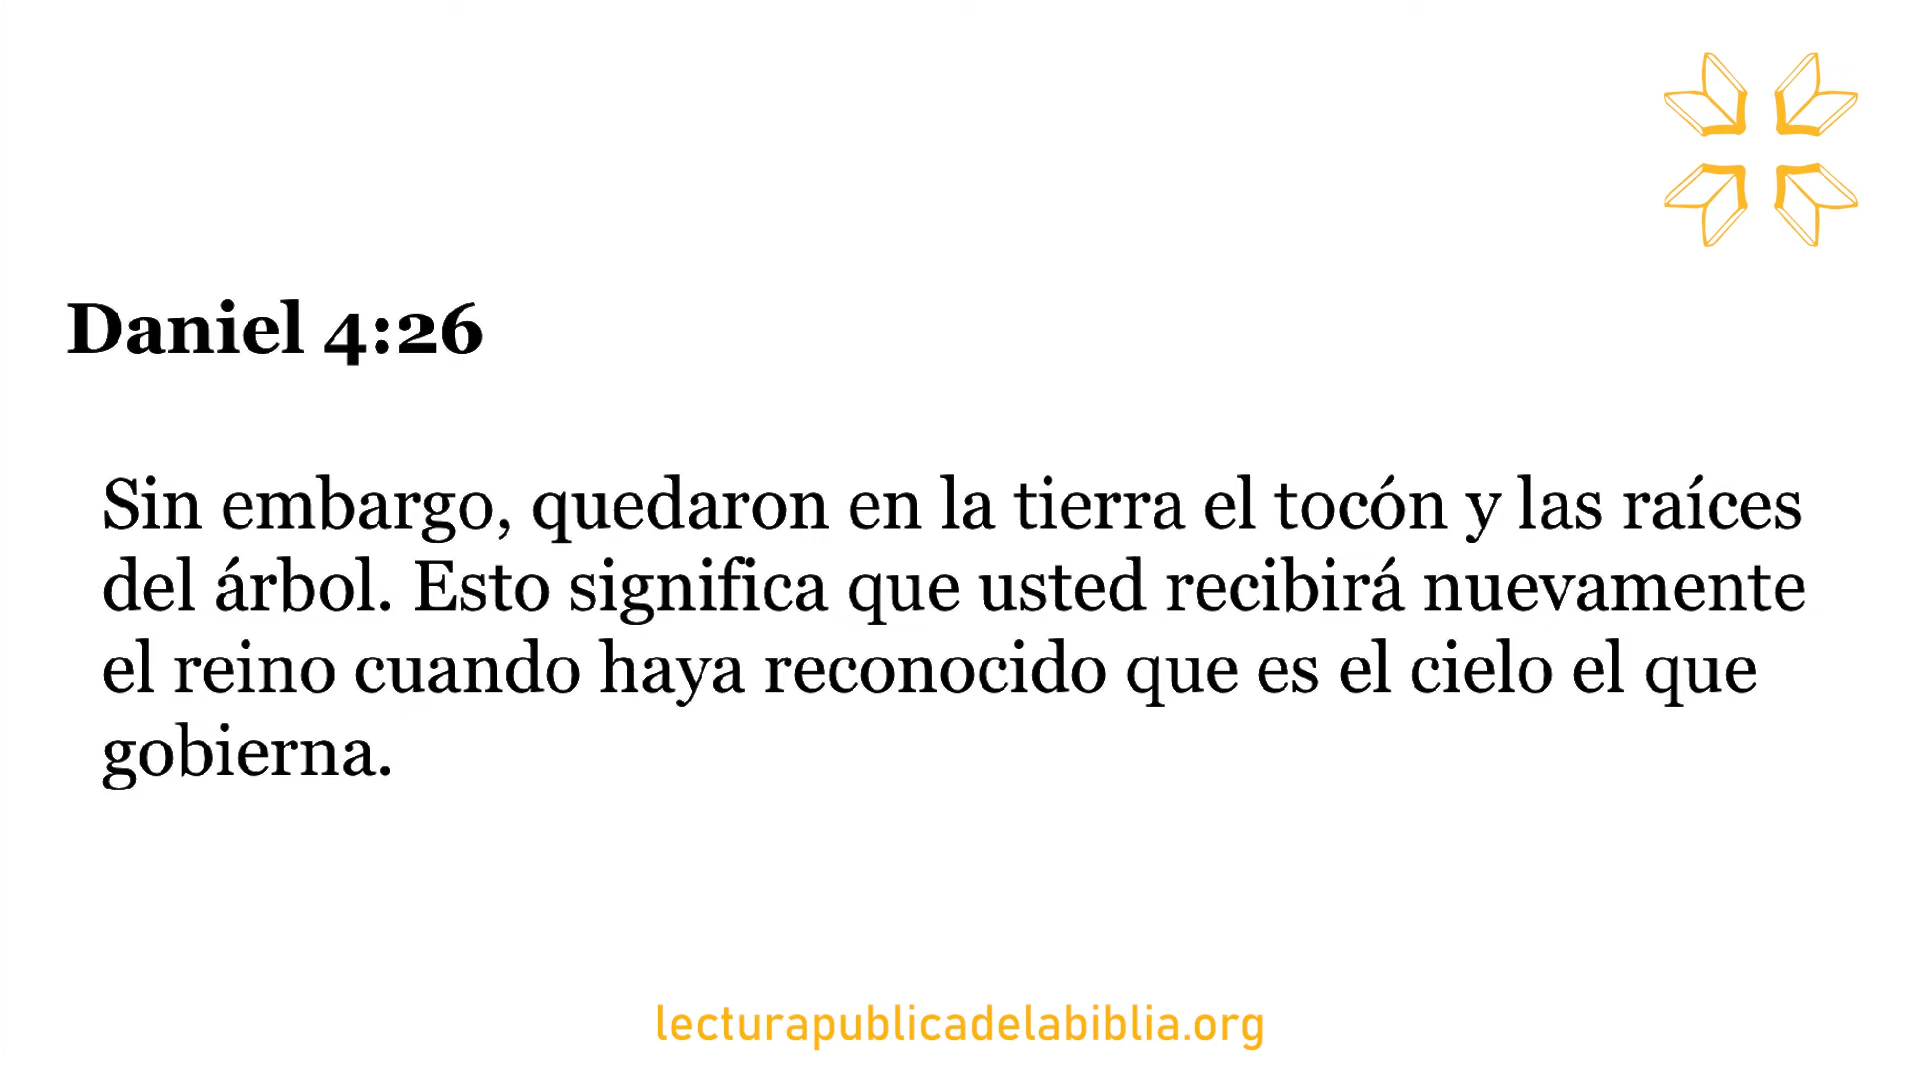 Daniel 4:26
Sin embargo, quedaron en la tierra el tocón y las raíces
del árbol. Esto significa que usted recibirá nuevamente
el reino cuando haya reconocido que es el cielo el que
gobierna.
lecturapublicadelabiblia.org